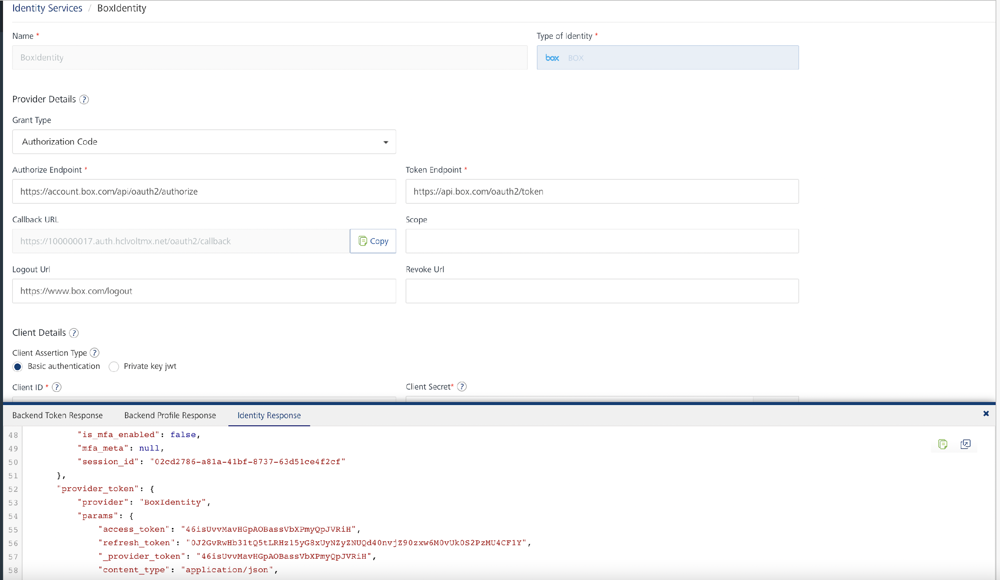 Identity Services / BoxIdentity
Name * Type of Identity *
BoxIdentity box BOX
Provider Details ?
Grant Type
Authorization Code
Authorize Endpoint * Token Endpoint *
https://account.box.com/api/oauth2/authorize https://api.box.com/oauth2/token
Callback URL Scope
https://100000017.auth.hclvoltmx.net/oauth2/callback Copy
Logout Url Revoke Url
https://www.box.com/logout
Client Details ?
Client Assertion Type ?
Basic authentication Private key jwt
Client ID * ? Client Secret* ?
Backend Token Response Backend Profile Response Identity Response
48 "is_mfa_enabled": false,
49 "mfa_meta": null,
50 "session_id": "02cd2786-a81a-41bf-8737-63d51ce4f2cf"
51 },
52 "provider_token": {
53 "provider": "BoxIdentity",
54 "params": {
55 "access_token": "46isUvvMavHGpAOBassVbXPmyQpJVRiH",
56 "refresh_token": "0J2GvRwHb31tQ5tLRHz15yG8xUyNZyZNUQd40nvjZ90zxw6M0vUk0S2PzMU4CF1Y",
57 "_provider_token": "46isUvvMavHGpAOBassVbXPmyQpJVRiH",
58 "content_type": "application/json",